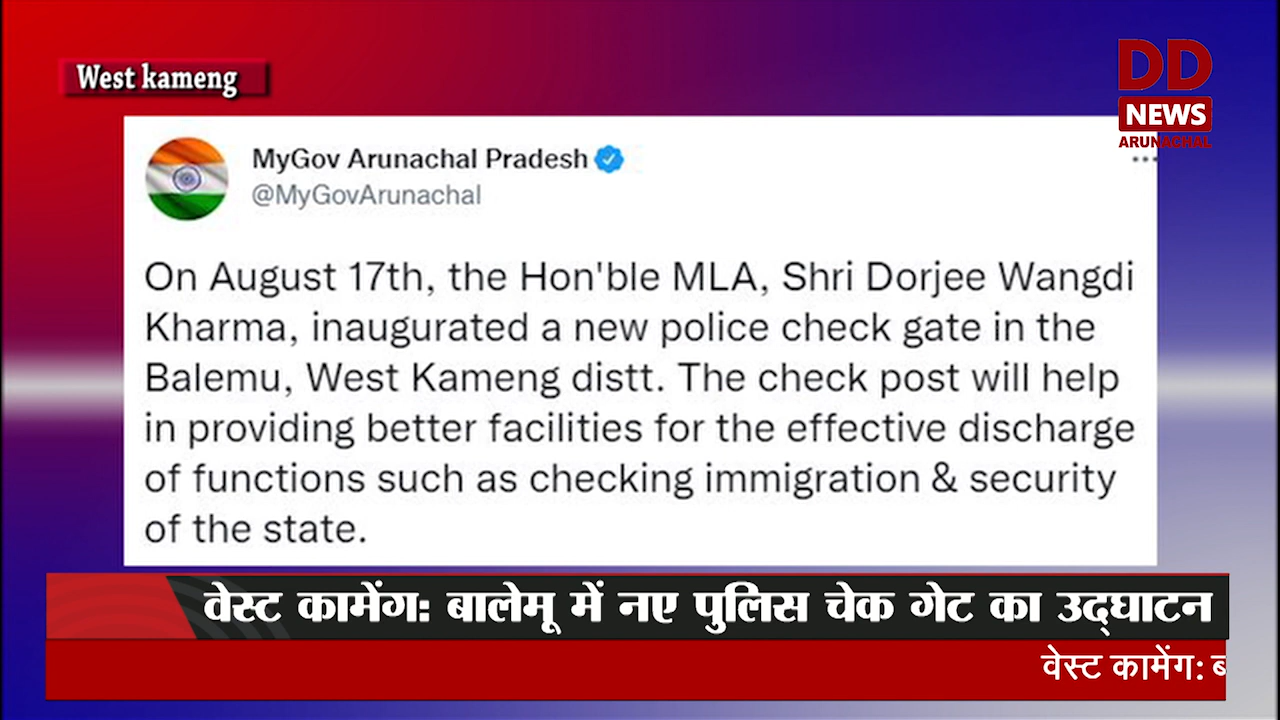 West kameng
DD
NEWS
ARUNACHAL
MyGov Arunachal Pradesh
@MyGovArunachal
On August 17th, the Hon'ble MLA, Shri Dorjee Wangdi
Kharma, inaugurated a new police check gate in the
Balemu, West Kameng distt. The check post will help
in providing better facilities for the effective discharge
of functions such as checking immigration & security
of the state.
वेस्ट कामेंग: बालेमू में नए पुलिस चेक गेट का उद्घाटन
वेस्ट कामेंग: ब